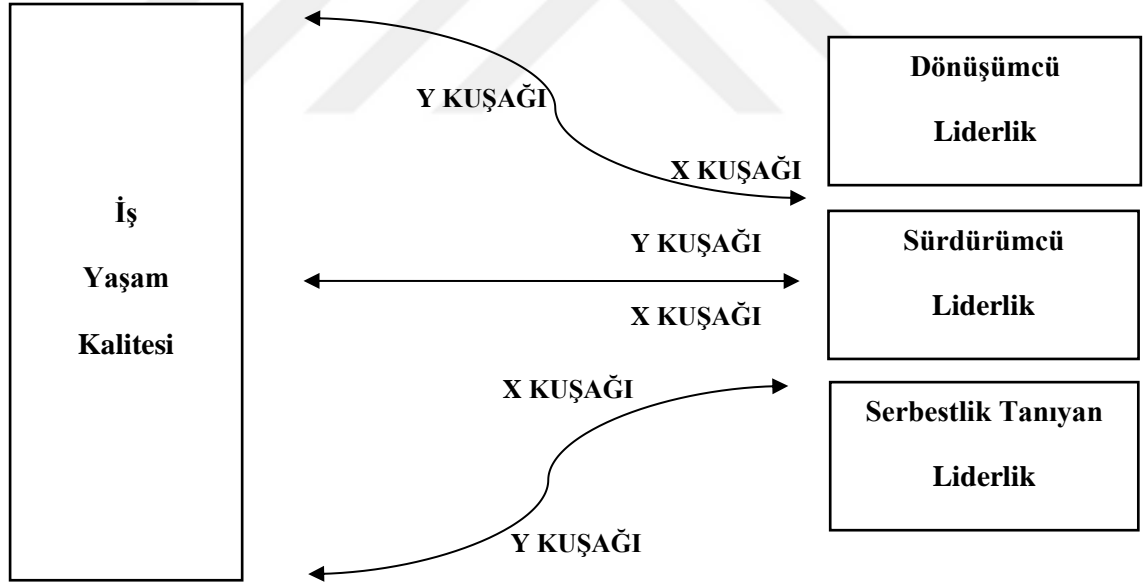 İş
Yaşam
Kalitesi
Y KUŞAĞI
X KUŞAĞI
Y KUŞAĞI
X KUŞAĞI
X KUŞAĞI
Y KUŞAĞI
Dönüşümcü
Liderlik
Sürdürümcü
Liderlik
Serbestlik Tanıyan
Liderlik